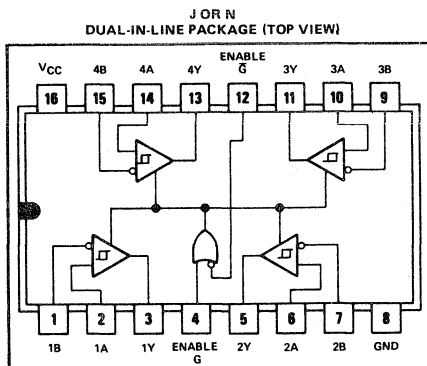 J OR N
DUAL-IN-LINE PACKAGE (TOP VIEW)
VCC 4B 4A 4Y ENABLE G̅ 3Y 3A 3B
16 15 14 13 12 11 10 9
1 2 3 4 5 6 7 8
1B 1A 1Y ENABLE G 2Y 2A 2B GND